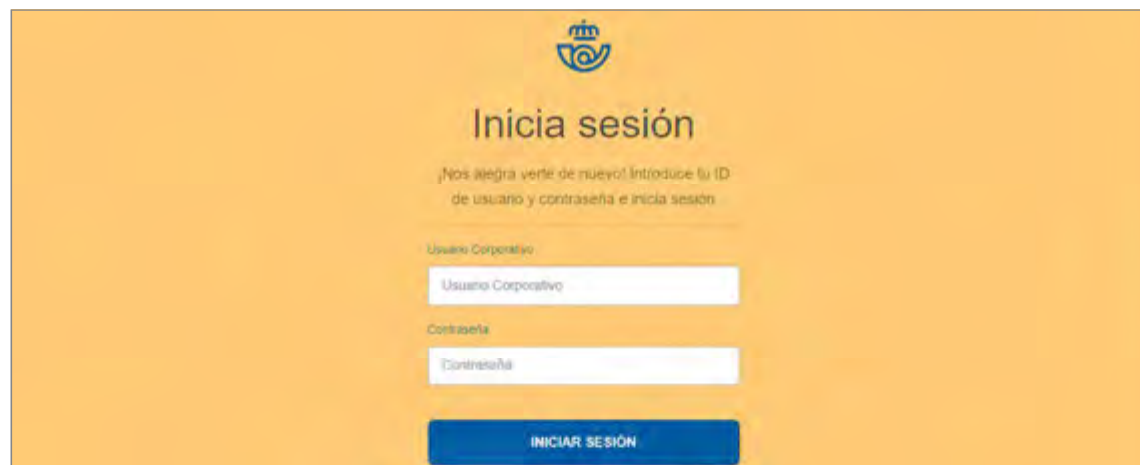 Inicia sesión
¡Nos alegra verte de nuevo! Introduce tu ID
de usuario y contraseña e inicia sesión
Usuario Corporativo
Usuario Corporativo
Contraseña
Contraseña
INICIAR SESIÓN